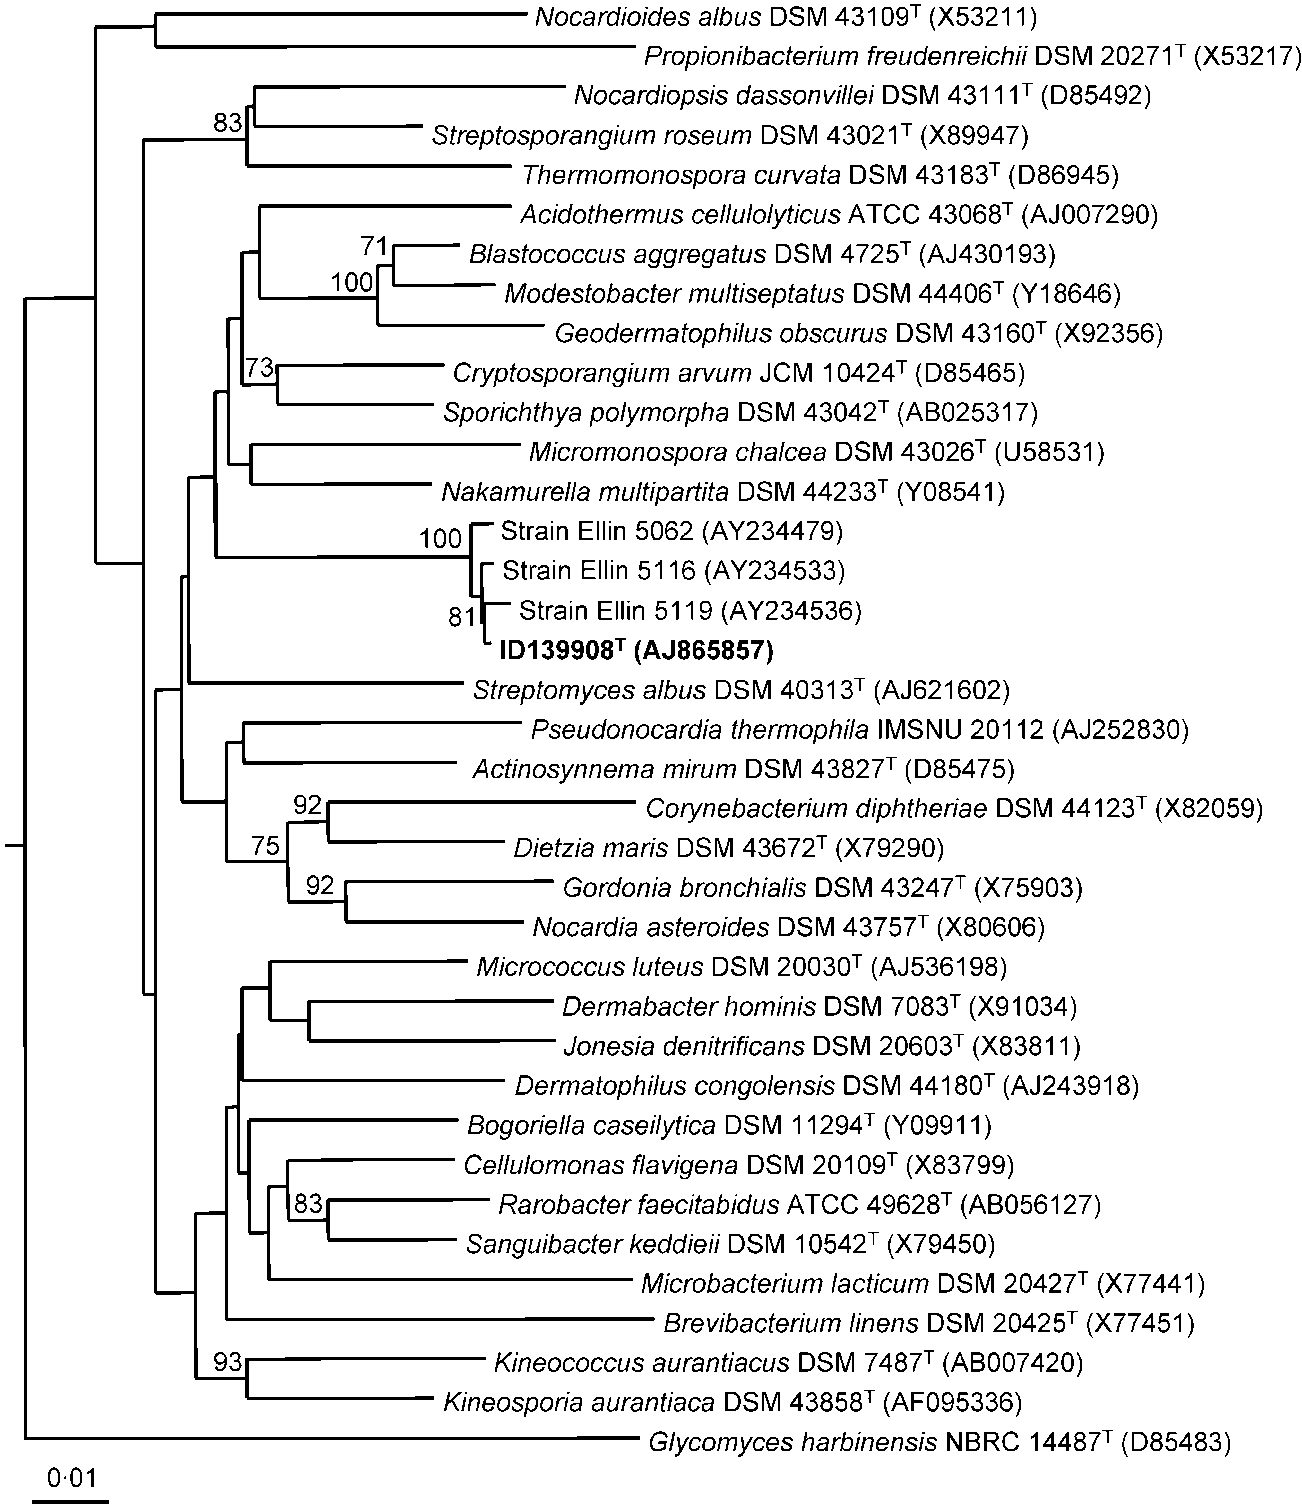 Nocardioides albus DSM 43109T (X53211)
Propionibacterium freudenreichii DSM 20271T (X53217)
Nocardiopsis dassonvillei DSM 43111T (D85492)
83
Streptosporangium roseum DSM 43021T (X89947)
Thermomonospora curvata DSM 43183T (D86945)
Acidothermus cellulolyticus ATCC 43068T (AJ007290)
71
Blastococcus aggregatus DSM 4725T (AJ430193)
100
Modestobacter multiseptatus DSM 44406T (Y18646)
Geodermatophilus obscurus DSM 43160T (X92356)
73
Cryptosporangium arvum JCM 10424T (D85465)
Sporichthya polymorpha DSM 43042T (AB025317)
Micromonospora chalcea DSM 43026T (U58531)
Nakamurella multipartita DSM 44233T (Y08541)
Strain Ellin 5062 (AY234479)
100
Strain Ellin 5116 (AY234533)
Strain Ellin 5119 (AY234536)
81
ID139908T (AJ865857)
Streptomyces albus DSM 40313T (AJ621602)
Pseudonocardia thermophila IMSNU 20112 (AJ252830)
Actinosynnema mirum DSM 43827T (D85475)
92
Corynebacterium diphtheriae DSM 44123T (X82059)
75
Dietzia maris DSM 43672T (X79290)
92
Gordonia bronchialis DSM 43247T (X75903)
Nocardia asteroides DSM 43757T (X80606)
Micrococcus luteus DSM 20030T (AJ536198)
Dermabacter hominis DSM 7083T (X91034)
Jonesia denitrificans DSM 20603T (X83811)
Dermatophilus congolensis DSM 44180T (AJ243918)
Bogoriella caseilytica DSM 11294T (Y09911)
Cellulomonas flavigena DSM 20109T (X83799)
83
Rarobacter faecitabidus ATCC 49628T (AB056127)
Sanguibacter keddieii DSM 10542T (X79450)
Microbacterium lacticum DSM 20427T (X77441)
Brevibacterium linens DSM 20425T (X77451)
93
Kineococcus aurantiacus DSM 7487T (AB007420)
Kineosporia aurantiaca DSM 43858T (AF095336)
Glycomyces harbinensis NBRC 14487T (D85483)
0·01